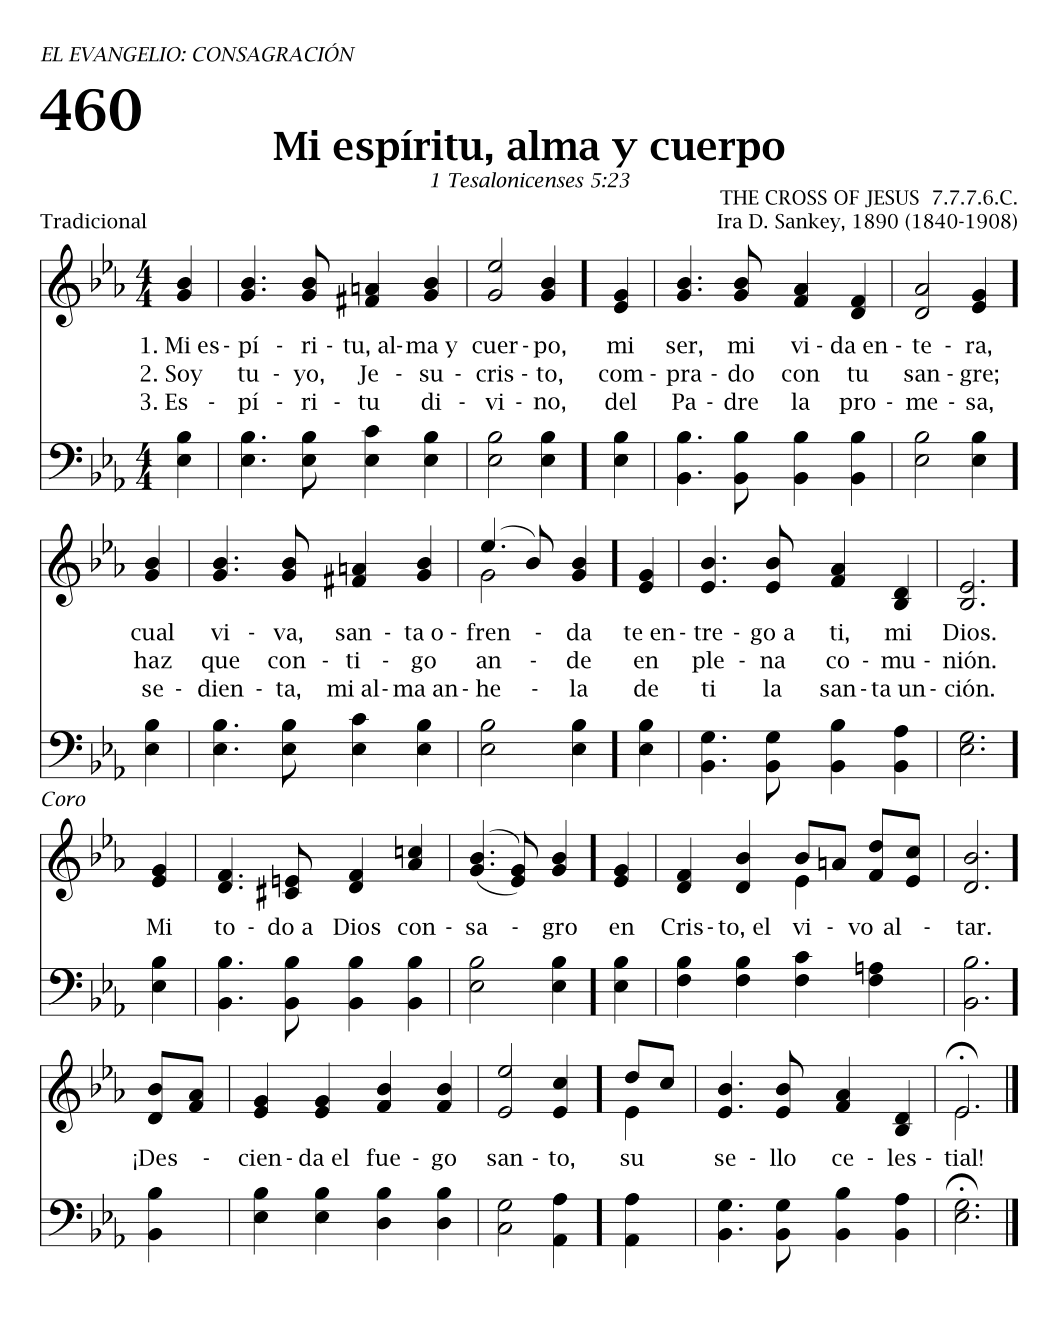 EL EVANGELIO: CONSAGRACIÓN
460
Mi espíritu, alma y cuerpo
1 Tesalonicenses 5:23
THE CROSS OF JESUS 7.7.7.6.C.
Tradicional
Ira D. Sankey, 1890 (1840-1908)
1. Mi es - pí - ri - tu, al - ma y cuer - po, mi ser, mi vi - da en - te - ra,
2. Soy tu - yo, Je - su - cris - to, com - pra - do con tu san - gre;
3. Es - pí - ri - tu di - vi - no, del Pa - dre la pro - me - sa,
cual vi - va, san - ta o - fren - da te en - tre - go a ti, mi Dios.
haz que con - ti - go an - de en ple - na co - mu - nión.
se - dien - ta, mi al - ma an - he - la de ti la san - ta un - ción.
Coro
Mi to - do a Dios con - sa - gro en Cris - to, el vi - vo al - tar.
¡Des - cien - da el fue - go san - to, su se - llo ce - les - tial!